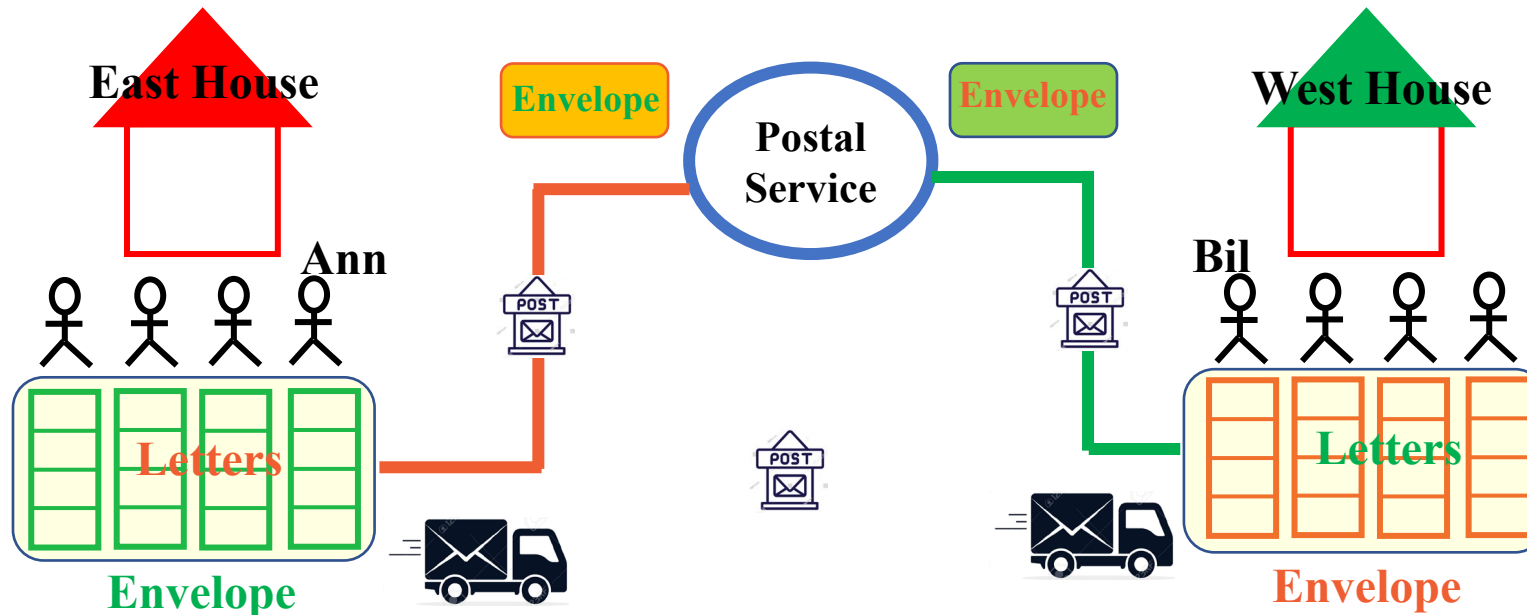 East House
Envelope
Postal
Service
Envelope
West House
Ann
Bil
POST
POST
Letters
Letters
POST
Envelope
Envelope